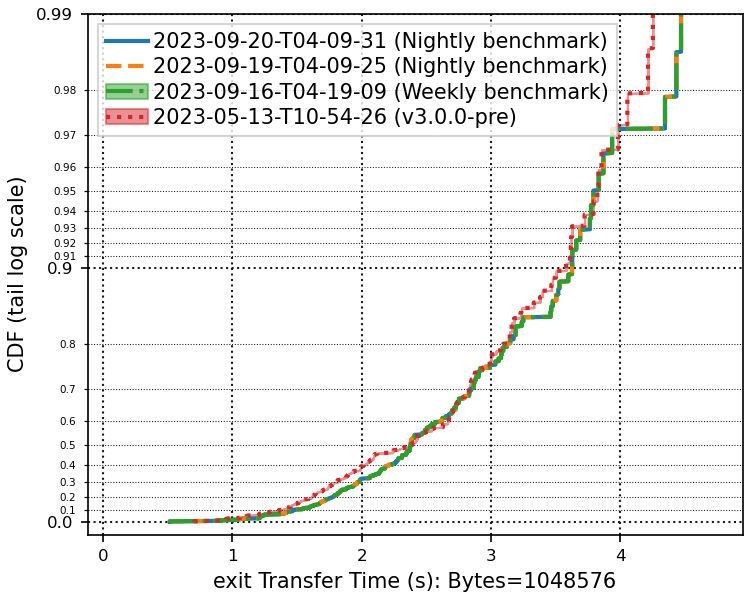 0.99
2023-09-20-T04-09-31 (Nightly benchmark)
2023-09-19-T04-09-25 (Nightly benchmark)
2023-09-16-T04-19-09 (Weekly benchmark)
2023-05-13-T10-54-26 (v3.0.0-pre)
0.98
0.97
0.96
0.95
0.94
0.93
0.92
0.91
0.9
0.8
0.7
0.6
0.5
0.4
0.3
0.2
0.1
0.0
CDF (tail log scale)
0 1 2 3 4
exit Transfer Time (s): Bytes=1048576